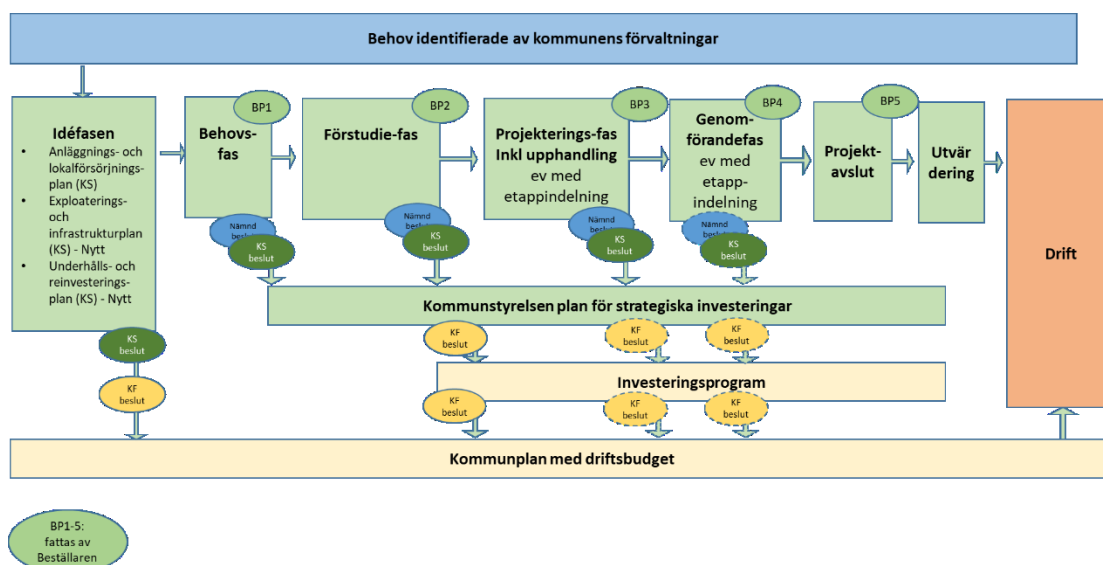 Behov identifierade av kommunens förvaltningar
Idéfasen
• Anläggnings- och
lokalförsörjnings-
plan (KS)
• Exploaterings-
och
infrastrukturplan
(KS) - Nytt
• Underhålls- och
reinvesterings-
plan (KS) - Nytt
BP1
Behovs-
fas
BP2
Förstudie-fas
BP3
Projekterings-fas
Inkl upphandling
ev med
etappindelning
BP4
Genom-
förandefas
ev med
etapp-
indelning
BP5
Projekt-
avslut
Utvär
dering
Drift
Nämnd
beslut
KS
beslut
Nämnd
beslut
KS
beslut
Nämnd
beslut
KS
beslut
Nämnd
beslut
KS
beslut
Kommunstyrelsen plan för strategiska investeringar
KS
beslut
KF
beslut
KF
beslut
KF
beslut
KF
beslut
Investeringsprogram
KF
beslut
KF
beslut
KF
beslut
Kommunplan med driftsbudget
BP1-5:
fattas av
Beställaren